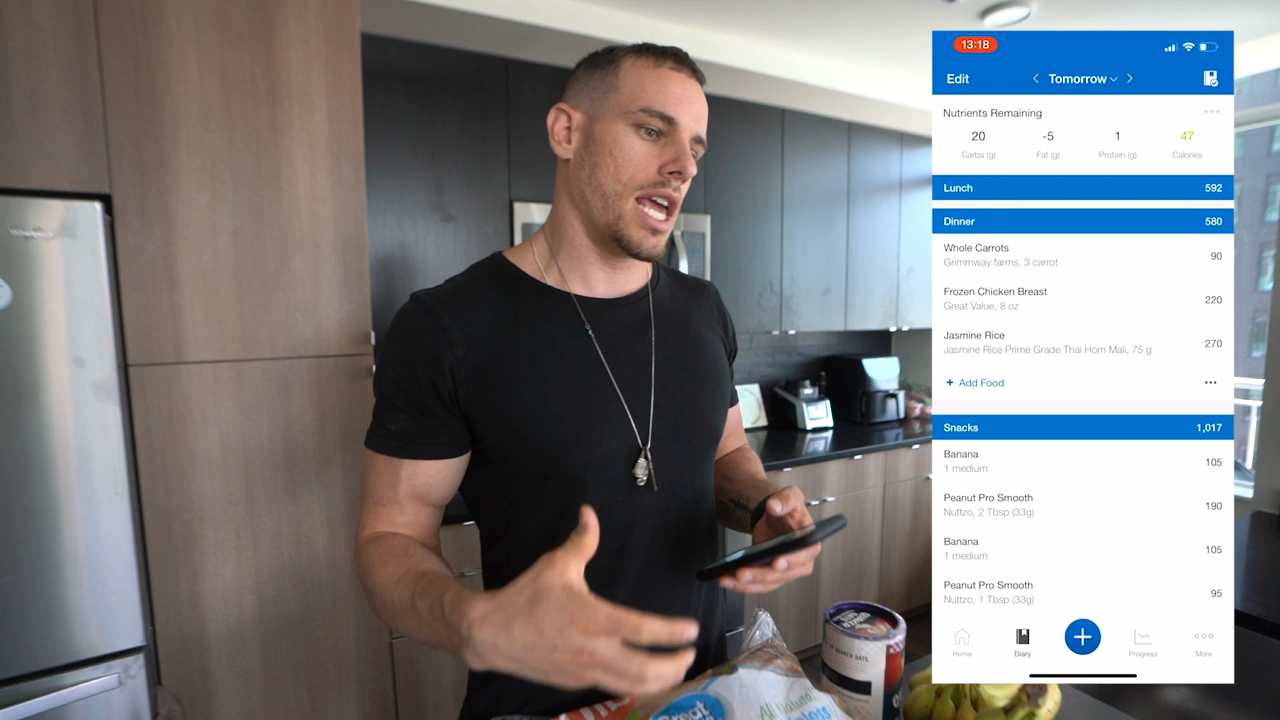 13:18
Edit
Tomorrow
Nutrients Remaining
20 -5 1 47
Carbs (g) Fat (g) Protein (g) Calories
Lunch 592
Dinner 580
Whole Carrots
Grimmway farms, 3 carrot 90
Frozen Chicken Breast
Great Value, 8 oz 220
Jasmine Rice
Jasmine Rice Prime Grade Thai Hom Mali, 75 g 270
+ Add Food
Snacks 1,017
Banana
1 medium 105
Peanut Pro Smooth
Nuttzo, 2 Tbsp (33g) 190
Banana
1 medium 105
Peanut Pro Smooth
Nuttzo, 1 Tbsp (33g) 95
Home Diary Progress More
Great
All Natural